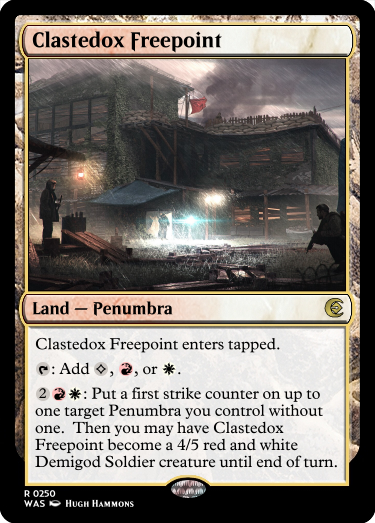 Clastedox Freepoint
Land — Penumbra
Clastedox Freepoint enters tapped.
: Add , , or .
2 : Put a first strike counter on up to
one target Penumbra you control without
one. Then you may have Clastedox
Freepoint become a 4/5 red and white
Demigod Soldier creature until end of turn.
R 0250
WAS HUGH HAMMONS